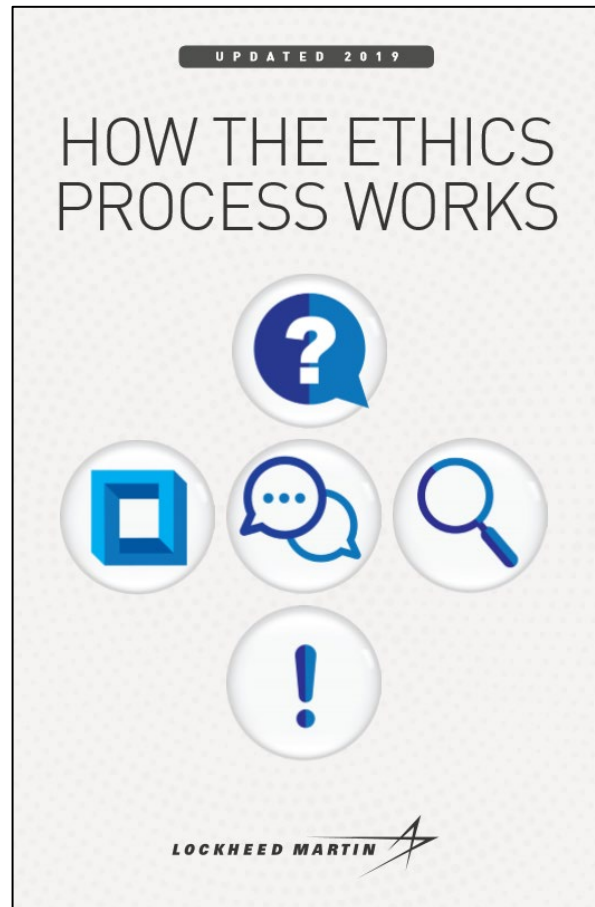 UPDATED 2019
HOW THE ETHICS
PROCESS WORKS
?
!
LOCKHEED MARTIN